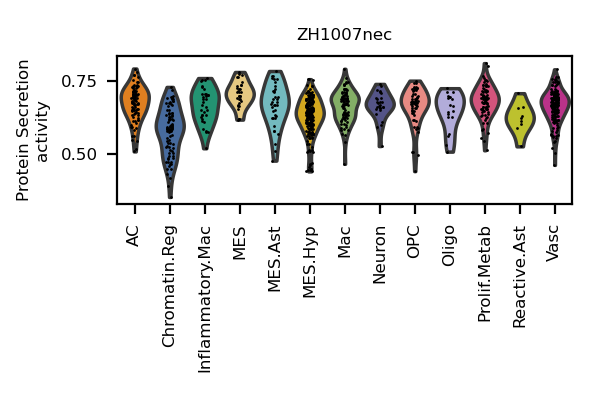 ZH1007nec
Protein Secretion
activity
0.75
0.50
AC
Chromatin.Reg
Inflammatory.Mac
MES
MES.Ast
MES.Hyp
Mac
Neuron
OPC
Oligo
Prolif.Metab
Reactive.Ast
Vasc